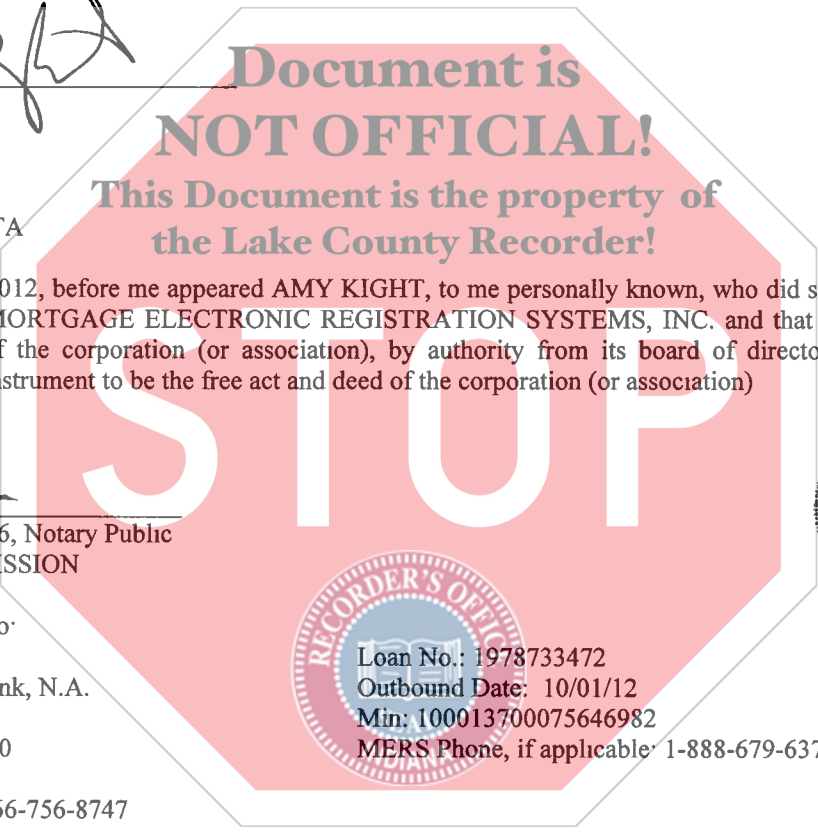 Document is
NOT OFFICIAL!
This Document is the property of
the Lake County Recorder!
TA
012, before me appeared AMY KIGHT, to me personally known, who did s
MORTGAGE ELECTRONIC REGISTRATION SYSTEMS, INC. and that
f the corporation (or association), by authority from its board of directo
nstrument to be the free act and deed of the corporation (or association)
STOP
6, Notary Public
ISSION
RECORDER'S OFFICE
o:
Loan No.: 1978733472
nk, N.A.
Outbound Date: 10/01/12
Min: 100013700075646982
0
MERS Phone, if applicable: 1-888-679-637
INDIANA
66-756-8747